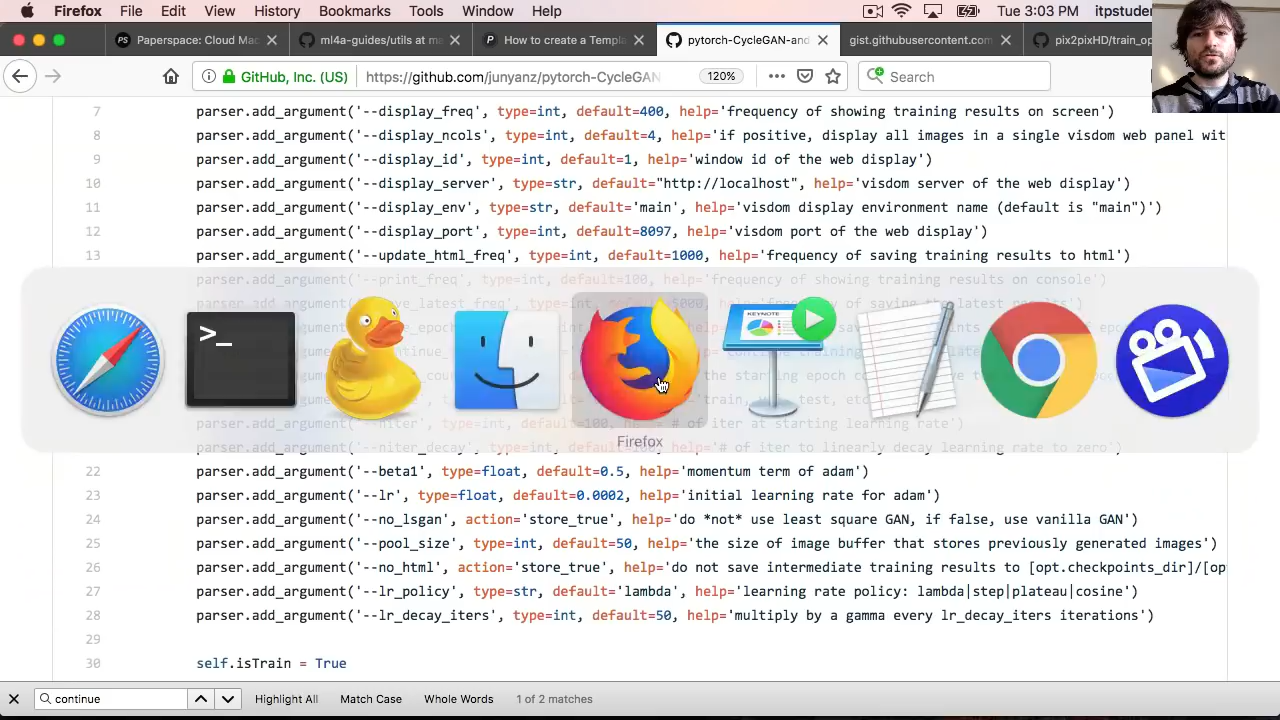 Firefox File Edit View History Bookmarks Tools Window Help Tue 3:03 PM itpstuden
Paperspace: Cloud Mac ml4a-guides/utils at ma How to create a Templa pytorch-CycleGAN-and gist.githubusercontent.com pix2pixHD/train_op
GitHub, Inc. (US) https://github.com/junyanz/pytorch-CycleGAN 120% Search
7 parser.add_argument('--display_freq', type=int, default=400, help='frequency of showing training results on screen')
8 parser.add_argument('--display_ncols', type=int, default=4, help='if positive, display all images in a single visdom web panel wit
9 parser.add_argument('--display_id', type=int, default=1, help='window id of the web display')
10 parser.add_argument('--display_server', type=str, default="http://localhost", help='visdom server of the web display')
11 parser.add_argument('--display_env', type=str, default='main', help='visdom display environment name (default is "main")')
12 parser.add_argument('--display_port', type=int, default=8097, help='visdom port of the web display')
13 parser.add_argument('--update_html_freq', type=int, default=1000, help='frequency of saving training results to html')
parser.add_argument('--print_freq', type=int, default=100, help='frequency of showing training results on console')
KEYNOTE
>_
Firefox
22 parser.add_argument('--beta1', type=float, default=0.5, help='momentum term of adam')
23 parser.add_argument('--lr', type=float, default=0.0002, help='initial learning rate for adam')
24 parser.add_argument('--no_lsgan', action='store_true', help='do *not* use least square GAN, if false, use vanilla GAN')
25 parser.add_argument('--pool_size', type=int, default=50, help='the size of image buffer that stores previously generated images')
26 parser.add_argument('--no_html', action='store_true', help='do not save intermediate training results to [opt.checkpoints_dir]/[op
27 parser.add_argument('--lr_policy', type=str, default='lambda', help='learning rate policy: lambda|step|plateau|cosine')
28 parser.add_argument('--lr_decay_iters', type=int, default=50, help='multiply by a gamma every lr_decay_iters iterations')
29
30 self.isTrain = True
continue Highlight All Match Case Whole Words 1 of 2 matches